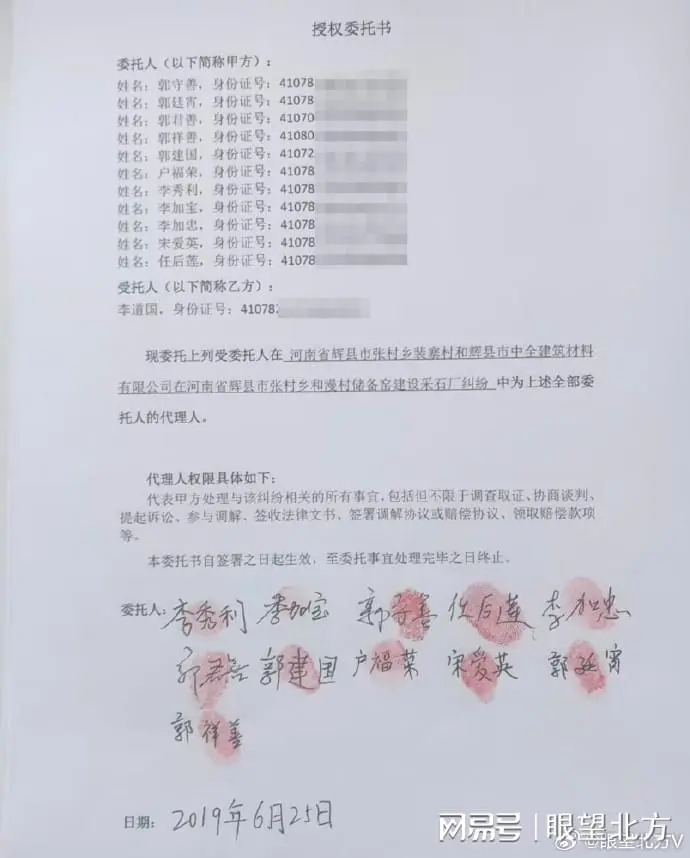 授权委托书
委托人（以下简称甲方）：
姓名：郭守善，身份证号：41078
姓名：郭廷宵，身份证号：41078
姓名：郭君善，身份证号：41070
姓名：郭祥善，身份证号：41080
姓名：郭建国，身份证号：41072
姓名：户福荣，身份证号：41078
姓名：李秀利，身份证号：41078
姓名：李加宝，身份证号：41078
姓名：李加忠，身份证号：41078
姓名：宋爱英，身份证号：41078
姓名：任后莲，身份证号：41078
受托人（以下简称乙方）：
李道国，身份证号：41078
现委托上列受委托人在 河南省辉县市张村乡裴寨村和辉县市中全建筑材料
有限公司在河南省辉县市张村乡和漫村储备窑建设采石厂纠纷 中为上述全部委
托人的代理人。
代理人权限具体如下：
代表甲方处理与该纠纷相关的所有事宜，包括但不限于调查取证、协商谈判、
提起诉讼、参与调解、签收法律文书、签署调解协议或赔偿协议、领取赔偿款项
等。
本委托书自签署之日起生效，至委托事宜处理完毕之日终止。
委托人： 李秀利 李加宝 郭守善 任后莲 李加忠
郭君善 郭建国 户福荣 宋爱英 郭廷宵
郭祥善
日期： 2019年6月25日
网易号 眼望北方
@眼望北方V